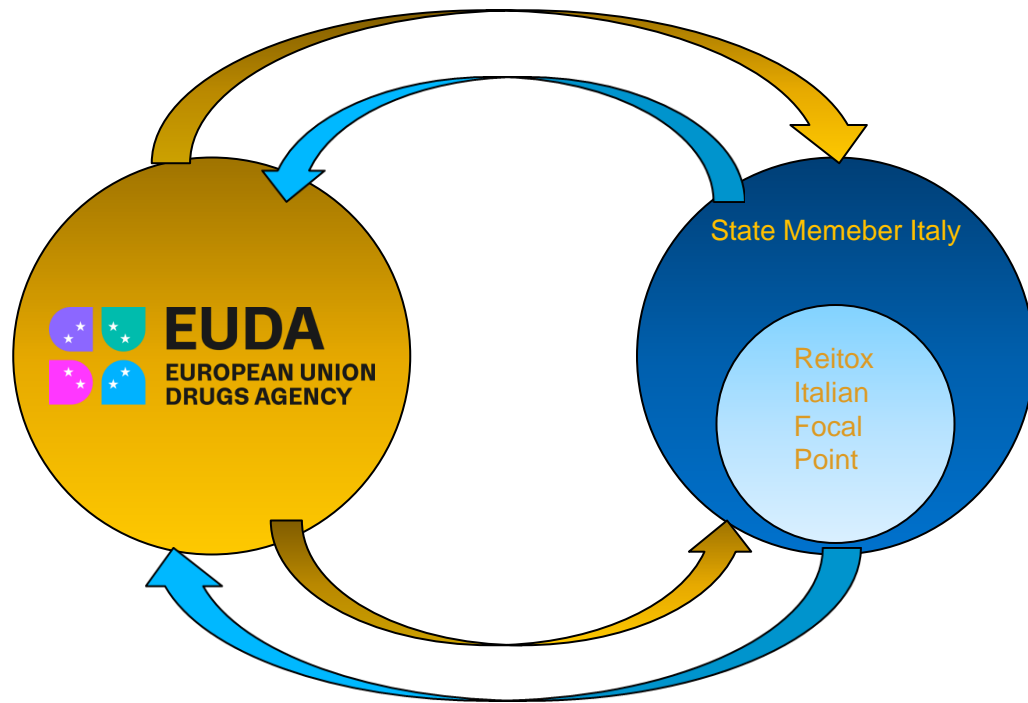 State Memeber Italy
EUDA
EUROPEAN UNION
DRUGS AGENCY
Reitox
Italian
Focal
Point